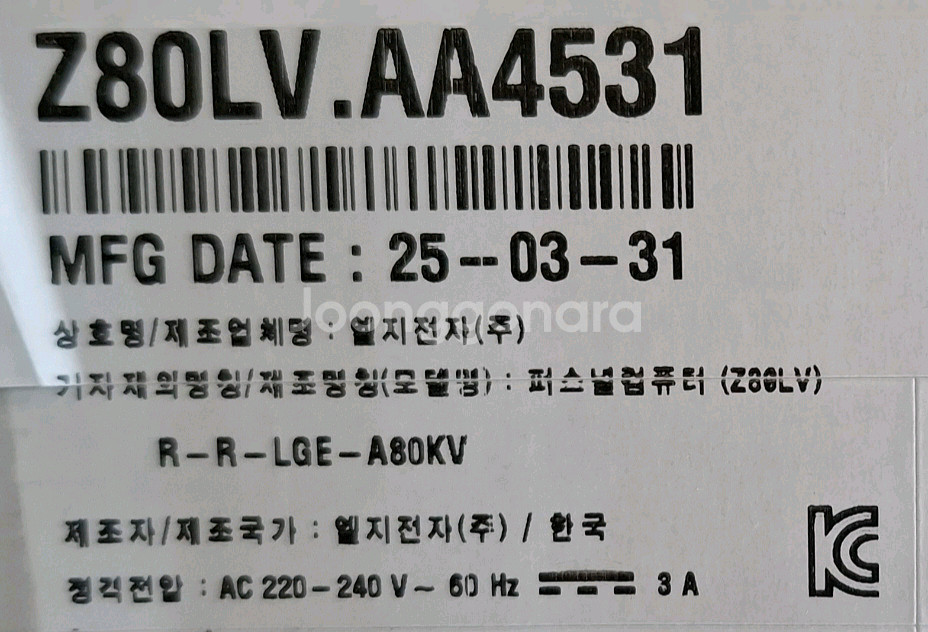 Z80LV.AA4531
MFG DATE : 25-03-31
joonggonara
상호명/제조업체명 : 엘지전자(주)
기자재의명칭/제조명칭(모델명) : 퍼스널컴퓨터 (Z80LV)
R-R-LGE-A80KV
제조자/제조국가 : 엘지전자(주) / 한국
정격전압 : AC 220-240 V~ 60 Hz ⎓ 3 A
KC